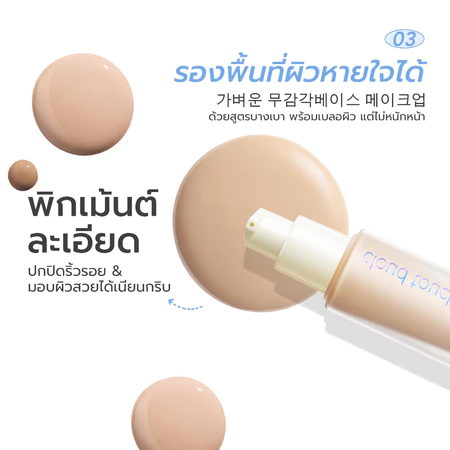 03
รองพื้นที่ผิวหายใจได้
가벼운 무감각베이스 메이크업
ด้วยสูตรบางเบา พร้อมเบลอผิว แต่ไม่หนักหน้า
พิกเม้นต์
ละเอียด
ปกปิดริ้วรอย &
มอบผิวสวยได้เนียนกริบ